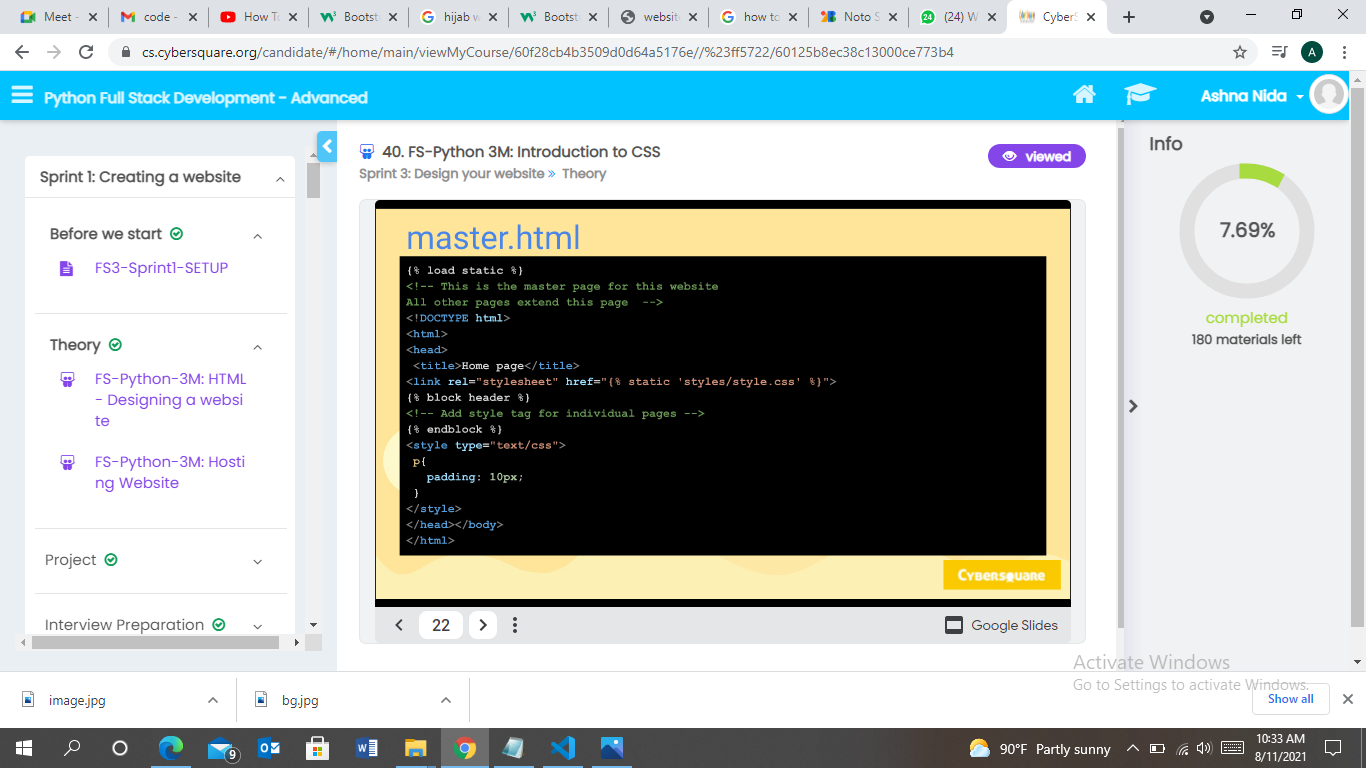 Meet -
code -
How To
Bootst
hijab w
Bootst
websit
how to
Noto S
24
(24) W
CyberS
cs.cybersquare.org/candidate/#/home/main/viewMyCourse/60f28cb4b3509d0d64a5176e//%23ff5722/60125b8ec38c13000ce773b4
A
Python Full Stack Development - Advanced
Ashna Nida
Sprint 1: Creating a website
Before we start
FS3-Sprint1-SETUP
Theory
FS-Python-3M: HTML
- Designing a websi
te
FS-Python-3M: Hosti
ng Website
Project
Interview Preparation
40. FS-Python 3M: Introduction to CSS
Sprint 3: Design your website » Theory
viewed
master.html
{% load static %}
<!-- This is the master page for this website
All other pages extend this page  -->
<!DOCTYPE html>
<html>
<head>
<title>Home page</title>
<link rel="stylesheet" href="{% static 'styles/style.css' %}">
{% block header %}
<!-- Add style tag for individual pages -->
{% endblock %}
<style type="text/css">
p{
padding: 10px;
}
</style>
</head></body>
</html>
Cybersquare
22
Google Slides
Info
7.69%
completed
180 materials left
Activate Windows
Go to Settings to activate Windows.
image.jpg
bg.jpg
Show all
9
90°F Partly sunny
10:33 AM
8/11/2021